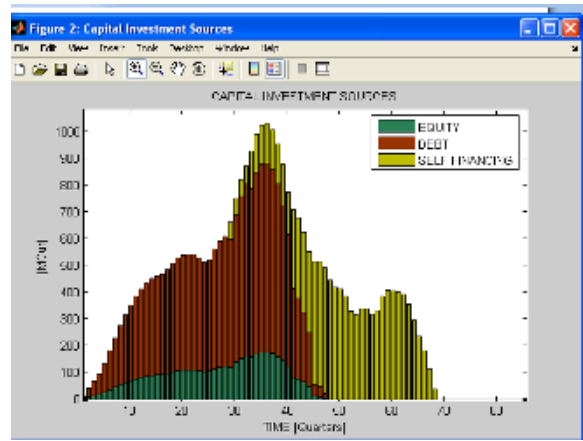 Figure 2: Capital Investment Sources
File Edit View Insert Tools Desktop Window Help
CAPITAL INVESTMENT SOURCES
EQUITY
DEBT
SELF FINANCING
1000
900
800
700
600
500
400
300
200
100
0
10 20 30 40 50 60 70 80
TIME [Quarters]